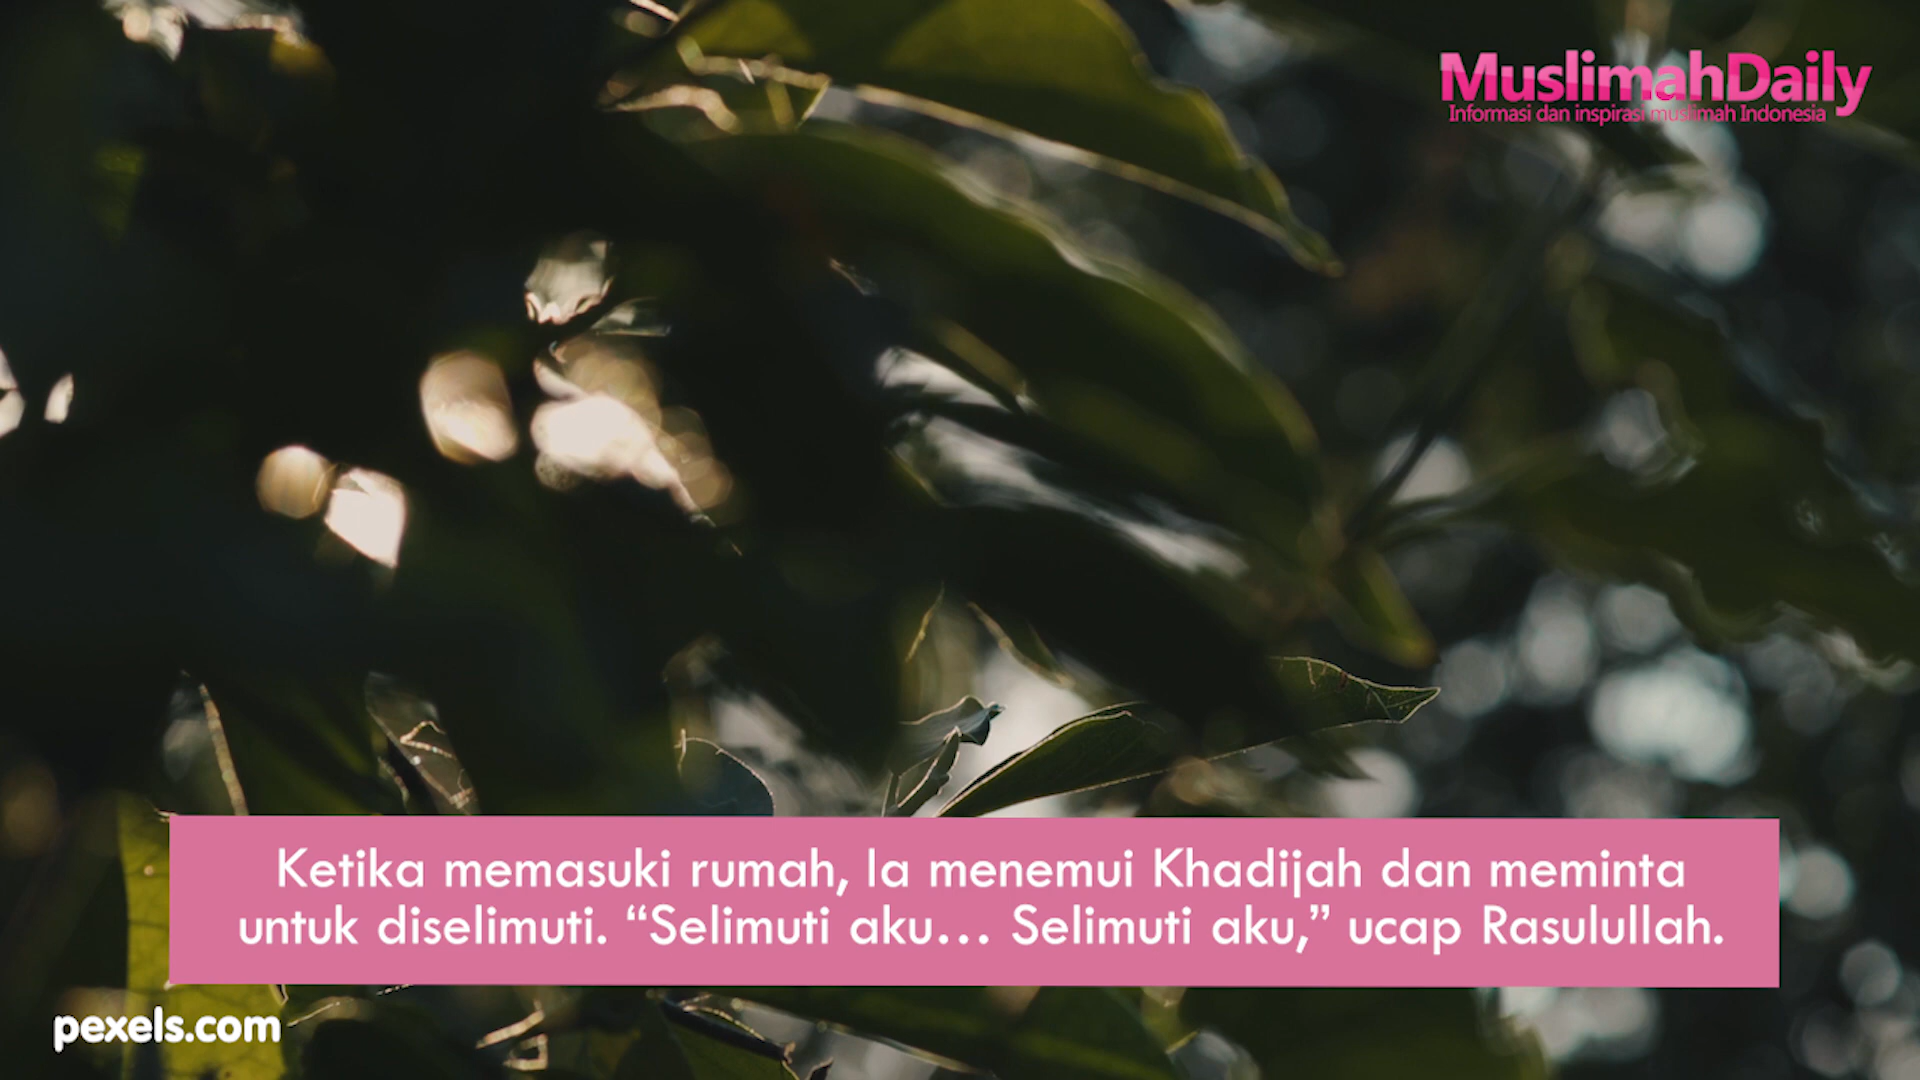 MuslimahDaily
Informasi dan inspirasi muslimah Indonesia
Ketika memasuki rumah, Ia menemui Khadijah dan meminta
untuk diselimuti. “Selimuti aku… Selimuti aku,” ucap Rasulullah.
pexels.com